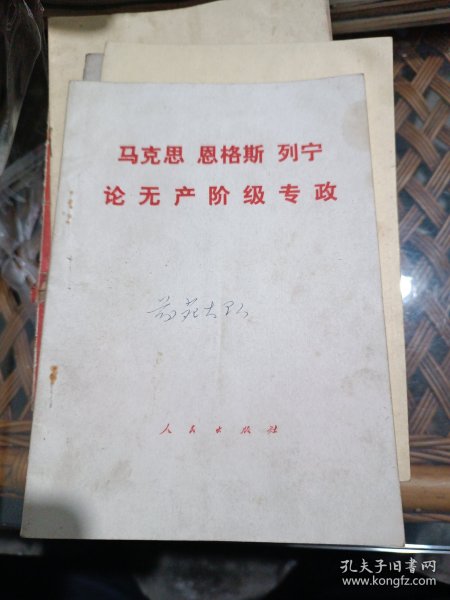 马克思 恩格斯 列宁
论无产阶级专政
人民出版社
孔夫子旧书网
www.kongfz.com